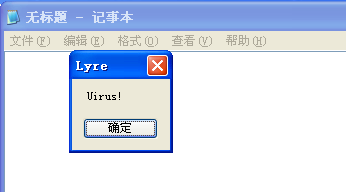 无标题 - 记事本
文件(F) 编辑(E) 格式(O) 查看(V) 帮助(H)
Lyre
Virus!
确定